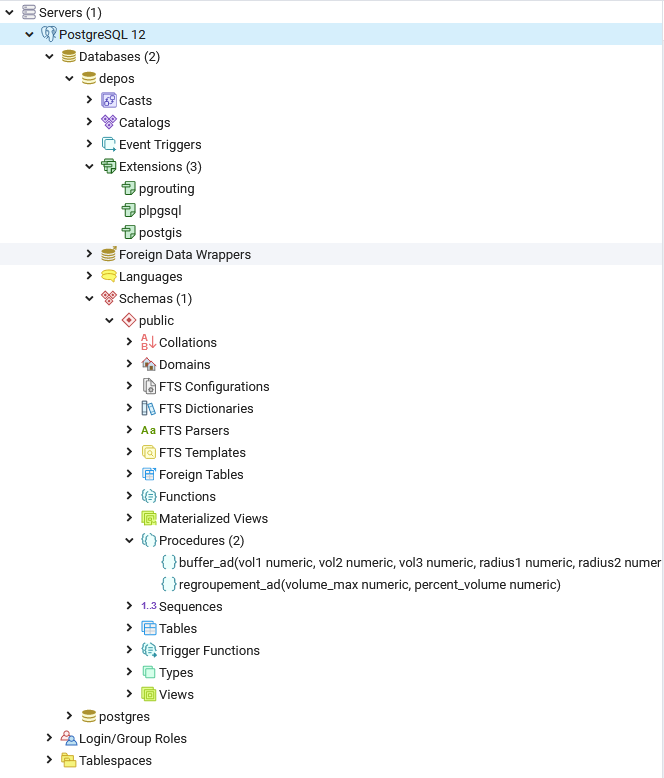 Servers (1)
PostgreSQL 12
Databases (2)
depos
Casts
Catalogs
Event Triggers
Extensions (3)
pgrouting
plpgsql
postgis
Foreign Data Wrappers
Languages
Schemas (1)
public
Collations
Domains
FTS Configurations
FTS Dictionaries
Aa FTS Parsers
FTS Templates
Foreign Tables
Functions
Materialized Views
Procedures (2)
buffer_ad(vol1 numeric, vol2 numeric, vol3 numeric, radius1 numeric, radius2 numer
regroupement_ad(volume_max numeric, percent_volume numeric)
1..3 Sequences
Tables
Trigger Functions
Types
Views
postgres
Login/Group Roles
Tablespaces